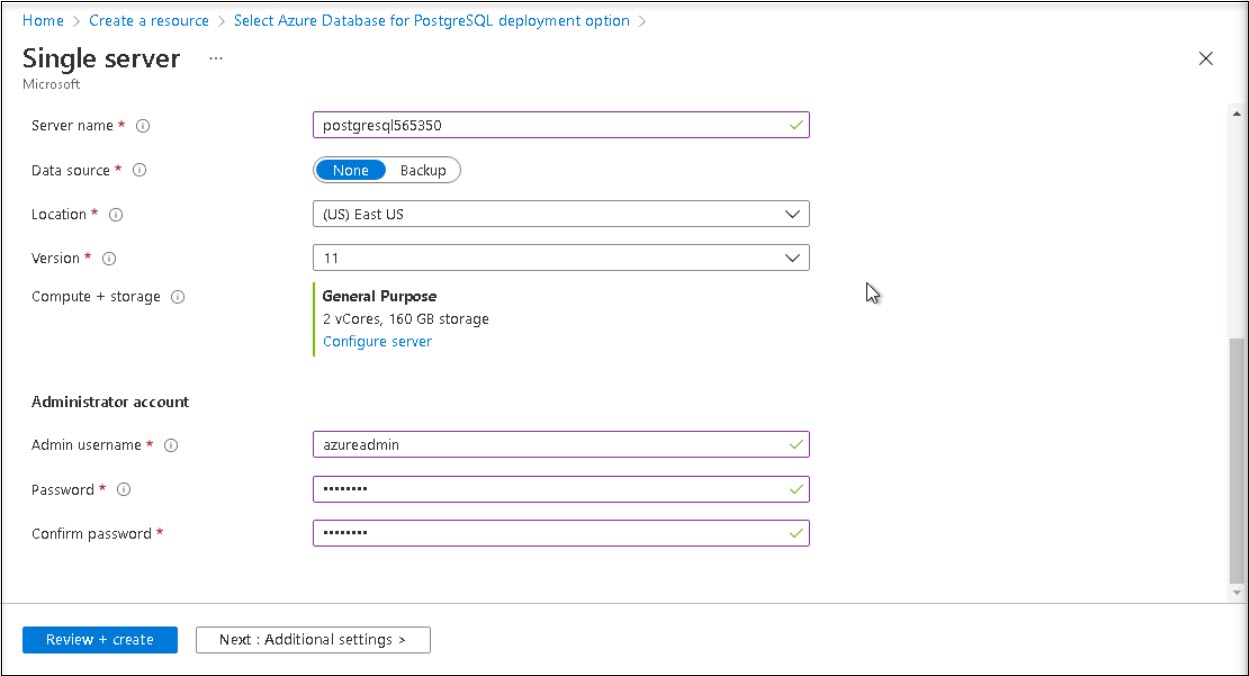 Home > Create a resource > Select Azure Database for PostgreSQL deployment option >
Single server ...
Microsoft
Server name * postgresql565350
Data source * None Backup
Location * (US) East US
Version * 11
Compute + storage General Purpose
2 vCores, 160 GB storage
Configure server
Administrator account
Admin username * azureadmin
Password * ••••••••
Confirm password * ••••••••
Review + create Next : Additional settings >